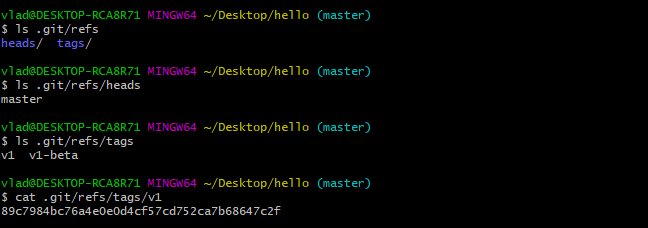 vlad@DESKTOP-RCA8R71 MINGW64 ~/Desktop/hello (master)
$ ls .git/refs
heads/  tags/
vlad@DESKTOP-RCA8R71 MINGW64 ~/Desktop/hello (master)
$ ls .git/refs/heads
master
vlad@DESKTOP-RCA8R71 MINGW64 ~/Desktop/hello (master)
$ ls .git/refs/tags
v1  v1-beta
vlad@DESKTOP-RCA8R71 MINGW64 ~/Desktop/hello (master)
$ cat .git/refs/tags/v1
89c7984bc76a4e0e0d4cf57cd752ca7b68647c2f